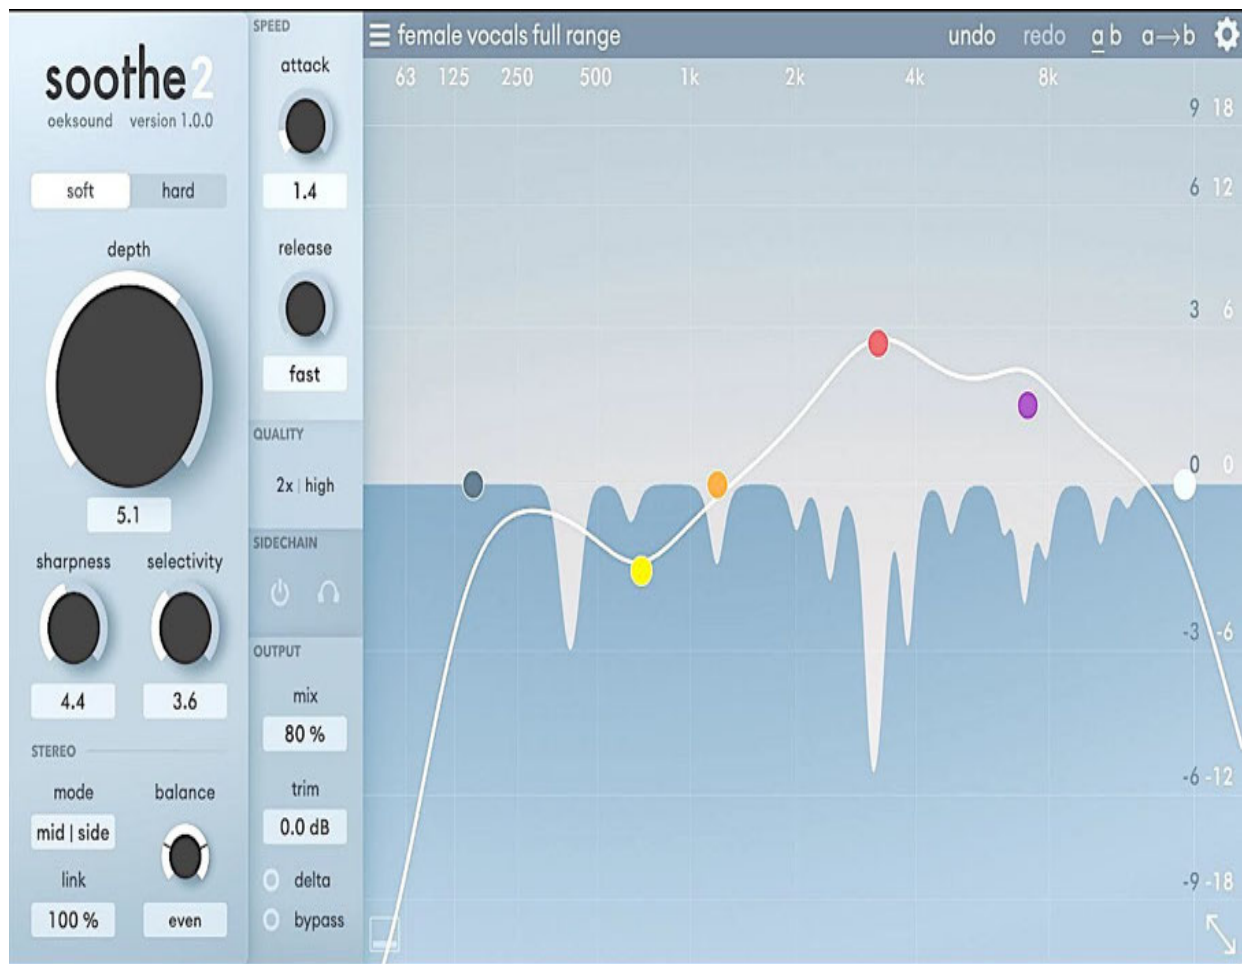 soothe2
oeksound version 1.0.0
soft hard
depth
5.1
sharpness selectivity
4.4 3.6
STEREO
mode balance
mid | side
link
100 % even
SPEED
attack
1.4
release
fast
QUALITY
2x | high
SIDECHAIN
OUTPUT
mix
80 %
trim
0.0 dB
delta
bypass
female vocals full range undo redo a b a→b
63 125 250 500 1k 2k 4k 8k
9 18
6 12
3 6
0 0
-3 -6
-6 -12
-9 -18